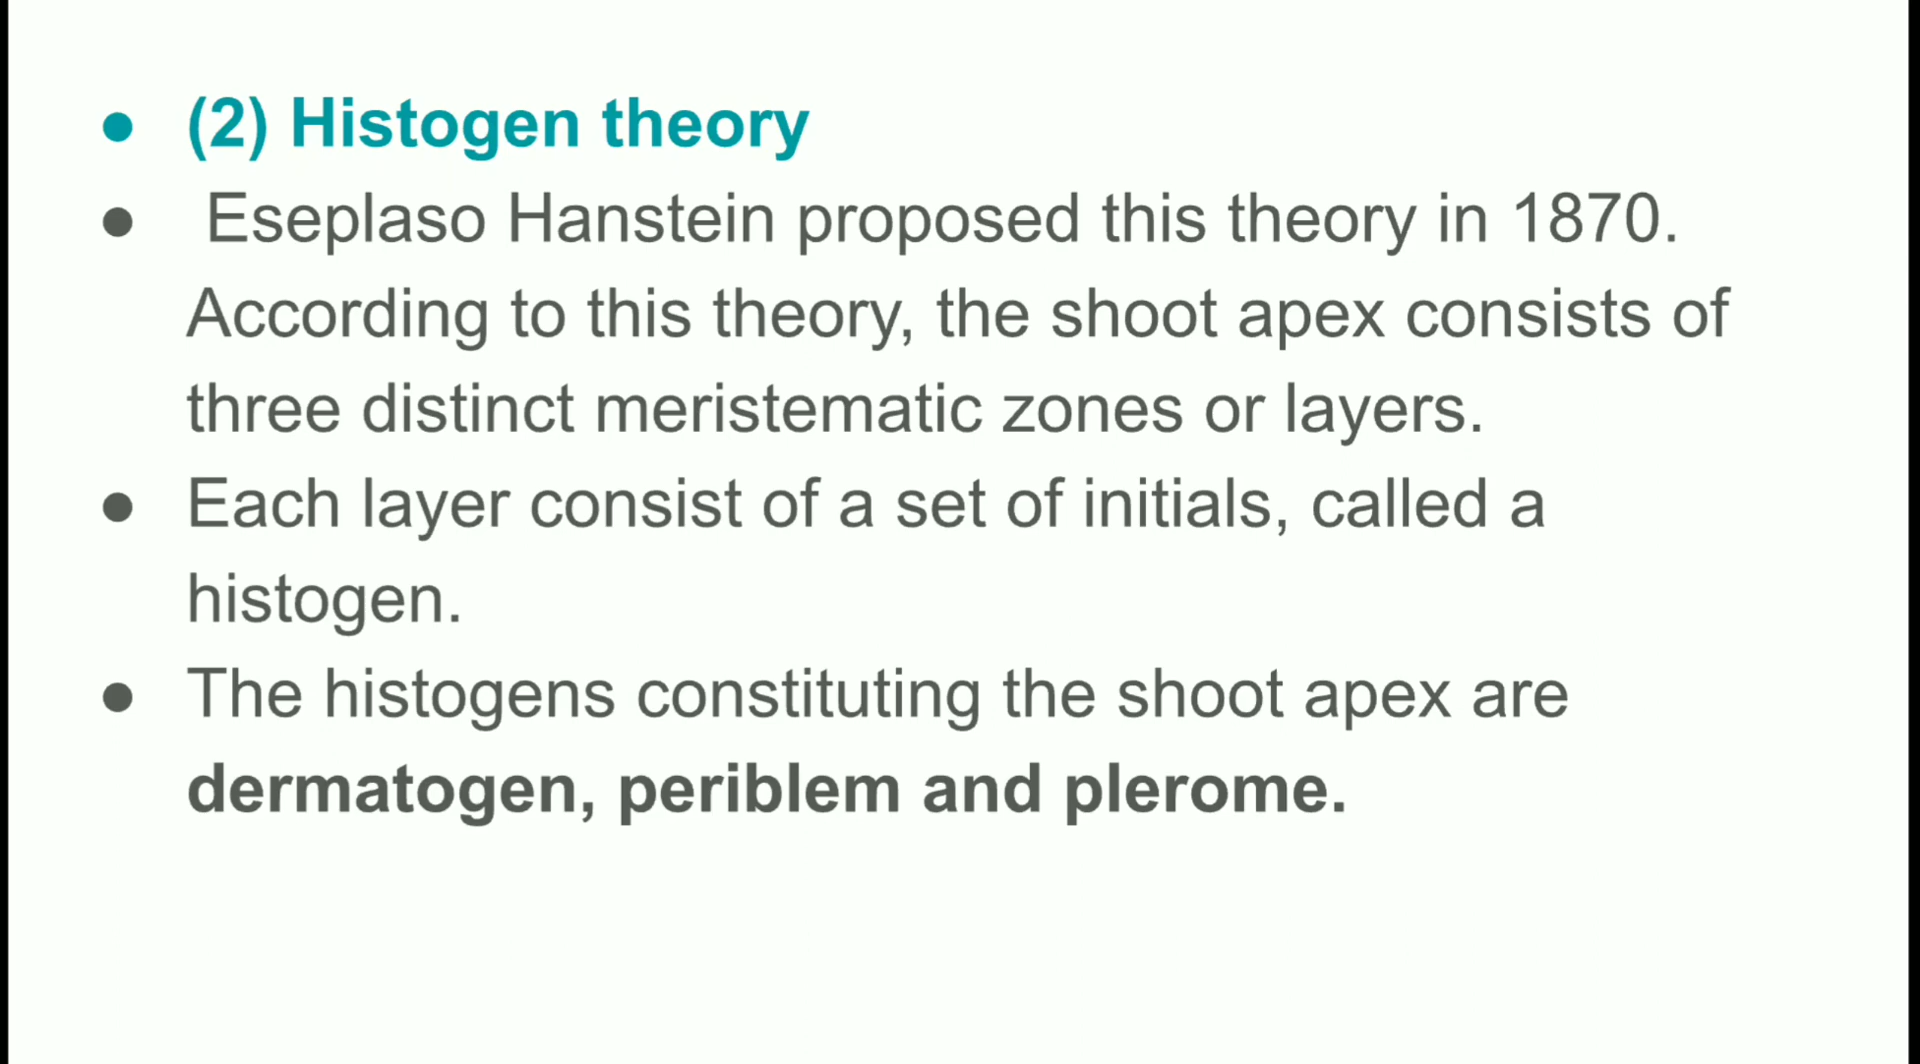 (2) Histogen theory
Eseplaso Hanstein proposed this theory in 1870.
According to this theory, the shoot apex consists of
three distinct meristematic zones or layers.
Each layer consist of a set of initials, called a
histogen.
The histogens constituting the shoot apex are
dermatogen, periblem and plerome.